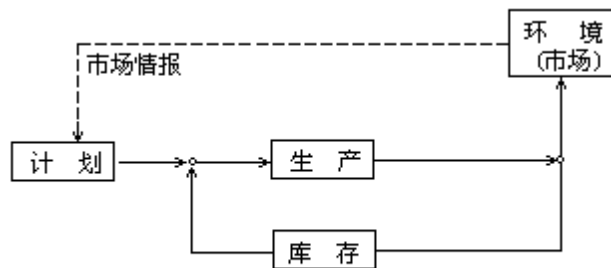 环 境
(市场)
市场情报
计 划
生 产
库 存